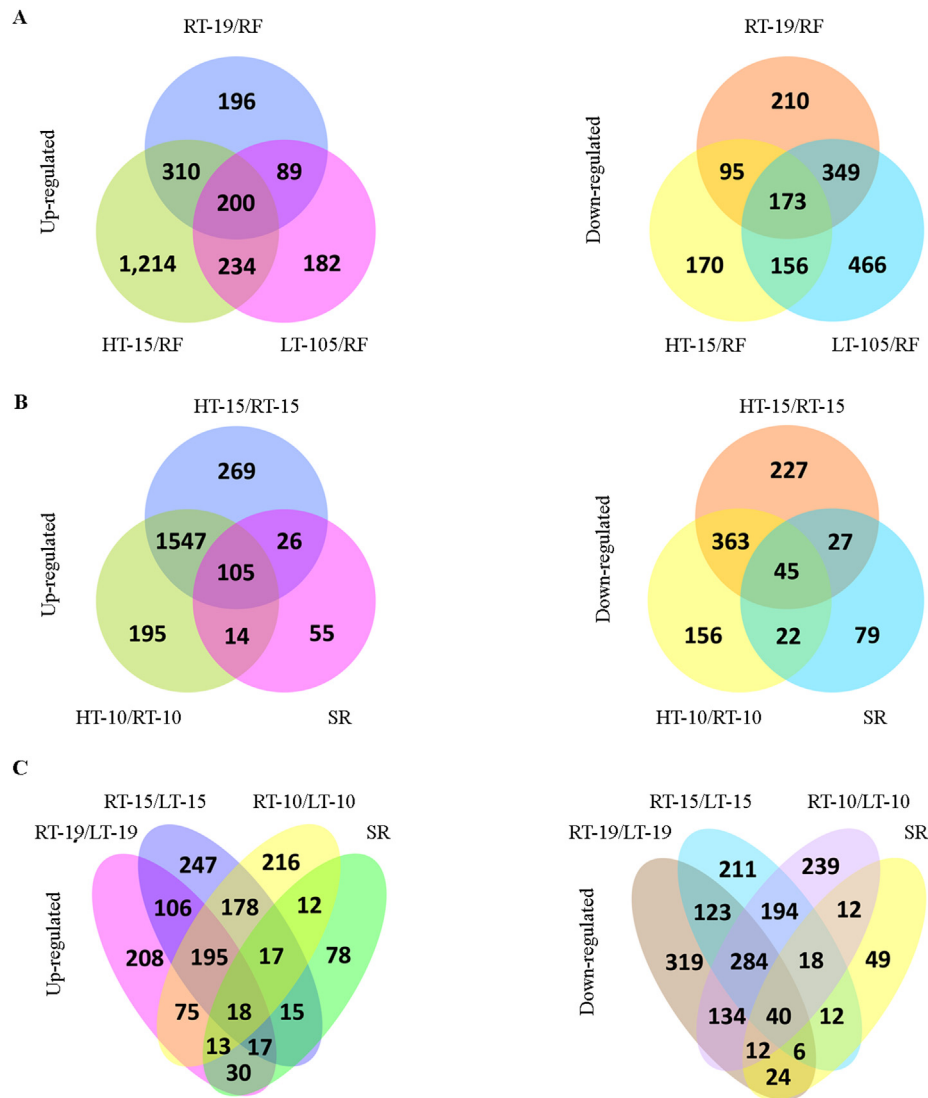 A
RT-19/RF
RT-19/RF
Up-regulated
196
310
89
200
1,214
234
182
HT-15/RF
LT-105/RF
Down-regulated
210
95
349
173
170
156
466
HT-15/RF
LT-105/RF
B
HT-15/RT-15
HT-15/RT-15
Up-regulated
269
1547
26
105
195
14
55
HT-10/RT-10
SR
Down-regulated
227
363
27
45
156
22
79
HT-10/RT-10
SR
C
RT-15/LT-15
RT-10/LT-10
RT-19/LT-19
SR
Up-regulated
247
216
106
178
12
208
195
17
78
75
18
15
13
17
30
RT-15/LT-15
RT-10/LT-10
RT-19/LT-19
SR
Down-regulated
211
239
123
194
12
319
284
18
49
134
40
12
12
6
24